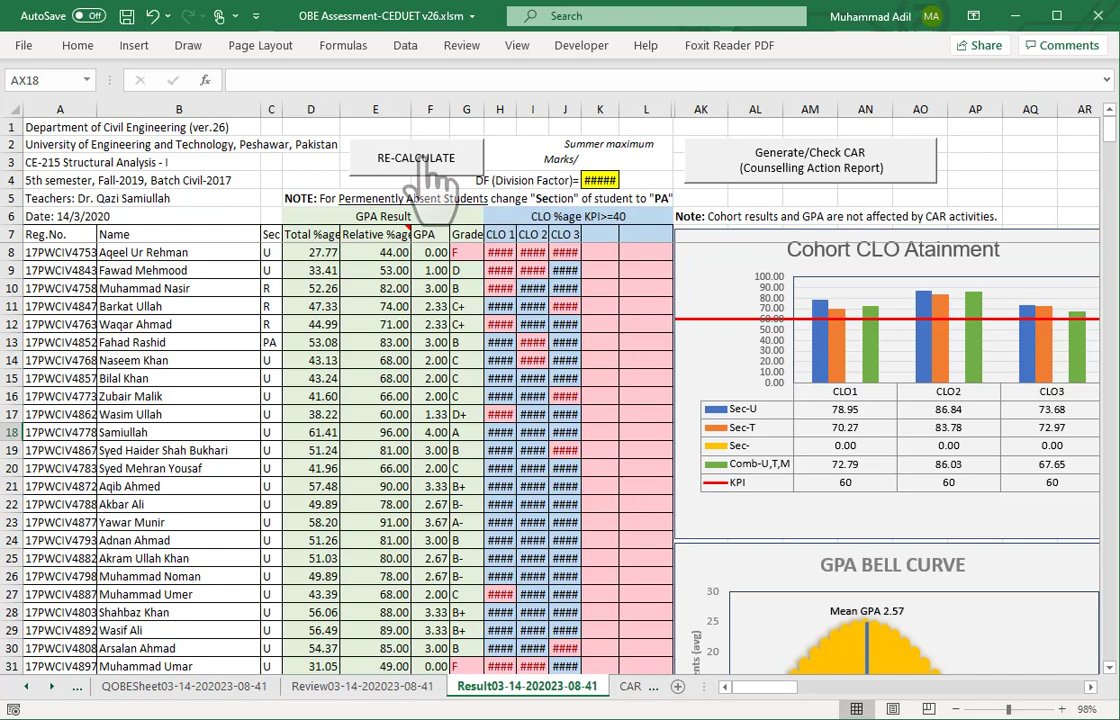 AutoSave Off OBE Assessment-CEDUET v26.xlsm Search Muhammad Adil MA
File Home Insert Draw Page Layout Formulas Data Review View Developer Help Foxit Reader PDF Share Comments
AX18 fx
A B C D E F G H I J K L AK AL AM AN AO AP AQ AR
1 Department of Civil Engineering (ver.26)
2 University of Engineering and Technology, Peshawar, Pakistan Summer maximum
3 CE-215 Structural Analysis - I Marks/
RE-CALCULATE
Generate/Check CAR
(Counselling Action Report)
4 5th semester, Fall-2019, Batch Civil-2017 DF (Division Factor)= #####
5 Teachers: Dr. Qazi Samiullah NOTE: For Permenently Absent Students change "Section" of student to "PA"
6 Date: 14/3/2020 GPA Result CLO %age KPI>=40 Note: Cohort results and GPA are not affected by CAR activities.
7 Reg.No. Name Sec Total %age Relative %age GPA Grade CLO 1 CLO 2 CLO 3
8 17PWCIV4753 Aqeel Ur Rehman U 27.77 44.00 0.00 F #### #### ####
9 17PWCIV4843 Fawad Mehmood U 33.41 53.00 1.00 D #### #### ####
10 17PWCIV4758 Muhammad Nasir R 52.26 82.00 3.00 B #### #### ####
11 17PWCIV4847 Barkat Ullah R 47.33 74.00 2.33 C+ #### #### ####
12 17PWCIV4763 Waqar Ahmad R 44.99 71.00 2.33 C+ #### #### ####
13 17PWCIV4852 Fahad Rashid PA 53.08 83.00 3.00 B #### #### ####
14 17PWCIV4768 Naseem Khan U 43.13 68.00 2.00 C #### #### ####
15 17PWCIV4857 Bilal Khan U 43.24 68.00 2.00 C #### #### ####
16 17PWCIV4773 Zubair Malik U 41.60 66.00 2.00 C #### #### ####
17 17PWCIV4862 Wasim Ullah U 38.22 60.00 1.33 D+ #### #### ####
18 17PWCIV4778 Samiullah U 61.41 96.00 4.00 A #### #### ####
19 17PWCIV4867 Syed Haider Shah Bukhari U 51.24 81.00 3.00 B #### #### ####
20 17PWCIV4783 Syed Mehran Yousaf U 41.96 66.00 2.00 C #### #### ####
21 17PWCIV4872 Aqib Ahmed U 57.48 90.00 3.33 B+ #### #### ####
22 17PWCIV4788 Akbar Ali U 49.89 78.00 2.67 B- #### #### ####
23 17PWCIV4877 Yawar Munir U 58.20 91.00 3.67 A- #### #### ####
24 17PWCIV4793 Adnan Ahmad U 51.26 81.00 3.00 B #### #### ####
25 17PWCIV4882 Akram Ullah Khan U 51.03 80.00 2.67 B- #### #### ####
26 17PWCIV4798 Muhammad Noman U 49.89 78.00 2.67 B- #### #### ####
27 17PWCIV4887 Muhammad Umer U 43.39 68.00 2.00 C #### #### ####
28 17PWCIV4803 Shahbaz Khan U 56.06 88.00 3.33 B+ #### #### ####
29 17PWCIV4892 Wasif Ali U 56.49 89.00 3.33 B+ #### #### ####
30 17PWCIV4808 Arsalan Ahmad U 54.37 85.00 3.00 B #### #### ####
31 17PWCIV4897 Muhammad Umar U 31.05 49.00 0.00 F #### #### ####
Cohort CLO Atainment
100.00
90.00
80.00
70.00
60.00
50.00
40.00
30.00
20.00
10.00
0.00
CLO1 CLO2 CLO3
Sec-U 78.95 86.84 73.68
Sec-T 70.27 83.78 72.97
Sec- 0.00 0.00 0.00
Comb-U,T,M 72.79 86.03 67.65
KPI 60 60 60
GPA BELL CURVE
30
25
20
Mean GPA 2.57
ents (avg)
... QOBESheet03-14-202023-08-41 Review03-14-202023-08-41 Result03-14-202023-08-41 CAR ...
98%